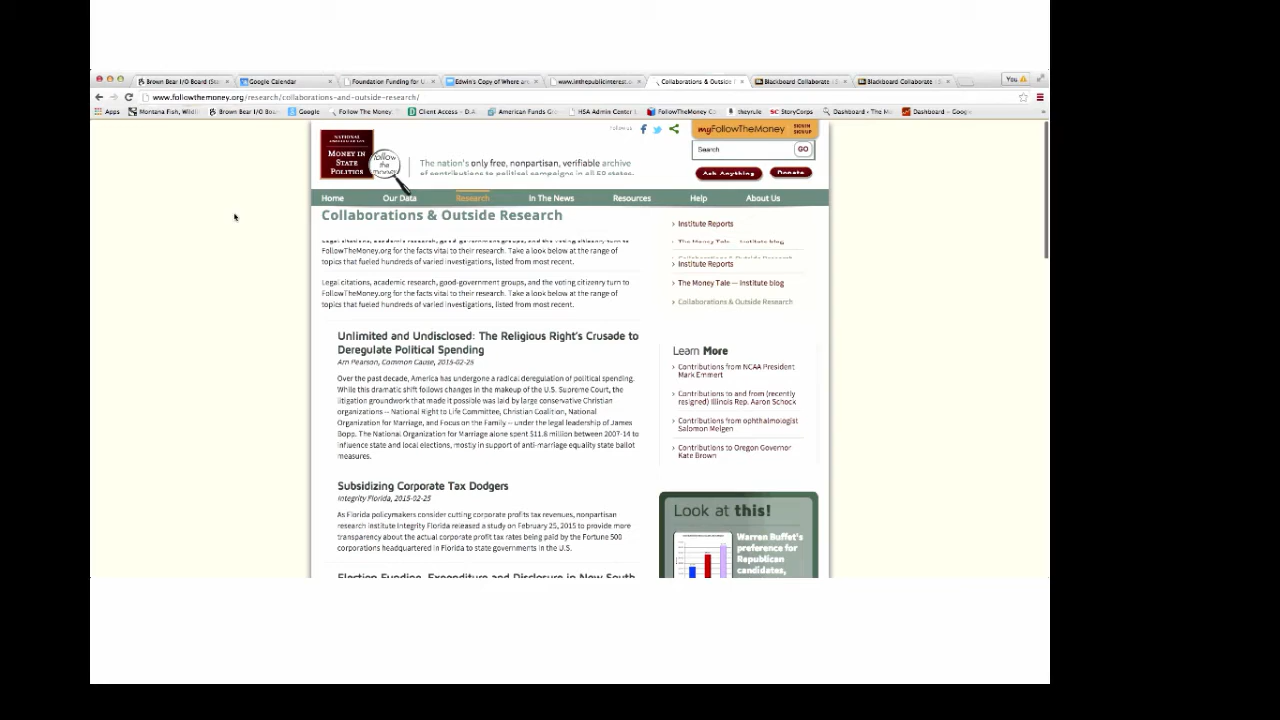 Brown Bear I/O Board (Sta
Google Calendar
Foundation Funding for U
Edwin's Copy of Where are
www.inthepublicinterest.o
Collaborations & Outside
Blackboard Collaborate : S
Blackboard Collaborate : S
You
www.followthemoney.org/research/collaborations-and-outside-research/
Apps
Montana Fish, Wildli
Brown Bear I/O Boa
Google
Follow The Money.
Client Access - D.A.
American Funds Gr
HSA Admin Center
FollowTheMoney Co
theyrule
StoryCorps
Dashboard • The Mo
Dashboard - Google
»
NATIONAL
MONEY IN
STATE
POLITICS
follow
the
money
The nation's only free, nonpartisan, verifiable archive
of contributions to political campaigns in all 50 states.
Follow us
myFollowTheMoney
SIGN IN
SIGN UP
Search
GO
Ask Anything
Donate
Home
Our Data
Research
In The News
Resources
Help
About Us
Collaborations & Outside Research
Legal citations, academic research, good-government groups, and the voting citizenry turn to
FollowTheMoney.org for the facts vital to their research. Take a look below at the range of
topics that fueled hundreds of varied investigations, listed from most recent.
Legal citations, academic research, good-government groups, and the voting citizenry turn to
FollowTheMoney.org for the facts vital to their research. Take a look below at the range of
topics that fueled hundreds of varied investigations, listed from most recent.
Unlimited and Undisclosed: The Religious Right's Crusade to
Deregulate Political Spending
Arn Pearson, Common Cause, 2015-02-25
Over the past decade, America has undergone a radical deregulation of political spending.
While this dramatic shift follows changes in the makeup of the U.S. Supreme Court, the
litigation groundwork that made it possible was laid by large conservative Christian
organizations -- National Right to Life Committee, Christian Coalition, National
Organization for Marriage, and Focus on the Family -- under the legal leadership of James
Bopp. The National Organization for Marriage alone spent $11.8 million between 2007-14 to
influence state and local elections, mostly in support of anti-marriage equality state ballot
measures.
Subsidizing Corporate Tax Dodgers
Integrity Florida, 2015-02-25
As Florida policymakers consider cutting corporate profits tax revenues, nonpartisan
research institute Integrity Florida released a study on February 25, 2015 to provide more
transparency about the actual corporate profit tax rates being paid by the Fortune 500
corporations headquartered in Florida to state governments in the U.S.
Election Funding, Expenditure and Disclosure in New South
Institute Reports
The Money Tale — Institute blog
Collaborations & Outside Research
Institute Reports
The Money Tale — Institute blog
Collaborations & Outside Research
Learn More
Contributions from NCAA President
Mark Emmert
Contributions to and from (recently
resigned) Illinois Rep. Aaron Schock
Contributions from ophthalmologist
Salomon Melgen
Contributions to Oregon Governor
Kate Brown
Look at this!
Warren Buffet's
preference for
Republican
candidates,